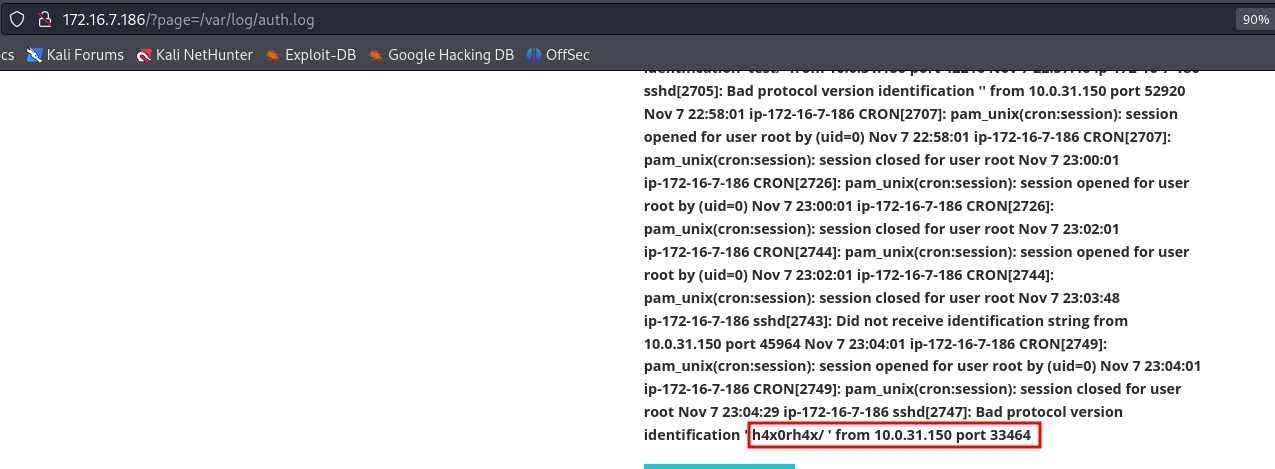 172.16.7.186/?page=/var/log/auth.log
90%
cs Kali Forums Kali NetHunter Exploit-DB Google Hacking DB OffSec
sshd[2705]: Bad protocol version identification '' from 10.0.31.150 port 52920
Nov 7 22:58:01 ip-172-16-7-186 CRON[2707]: pam_unix(cron:session): session
opened for user root by (uid=0) Nov 7 22:58:01 ip-172-16-7-186 CRON[2707]:
pam_unix(cron:session): session closed for user root Nov 7 23:00:01
ip-172-16-7-186 CRON[2726]: pam_unix(cron:session): session opened for user
root by (uid=0) Nov 7 23:00:01 ip-172-16-7-186 CRON[2726]:
pam_unix(cron:session): session closed for user root Nov 7 23:02:01
ip-172-16-7-186 CRON[2744]: pam_unix(cron:session): session opened for user
root by (uid=0) Nov 7 23:02:01 ip-172-16-7-186 CRON[2744]:
pam_unix(cron:session): session closed for user root Nov 7 23:03:48
ip-172-16-7-186 sshd[2743]: Did not receive identification string from
10.0.31.150 port 45964 Nov 7 23:04:01 ip-172-16-7-186 CRON[2749]:
pam_unix(cron:session): session opened for user root by (uid=0) Nov 7 23:04:01
ip-172-16-7-186 CRON[2749]: pam_unix(cron:session): session closed for user
root Nov 7 23:04:29 ip-172-16-7-186 sshd[2747]: Bad protocol version
identification 'h4x0rh4x/ ' from 10.0.31.150 port 33464